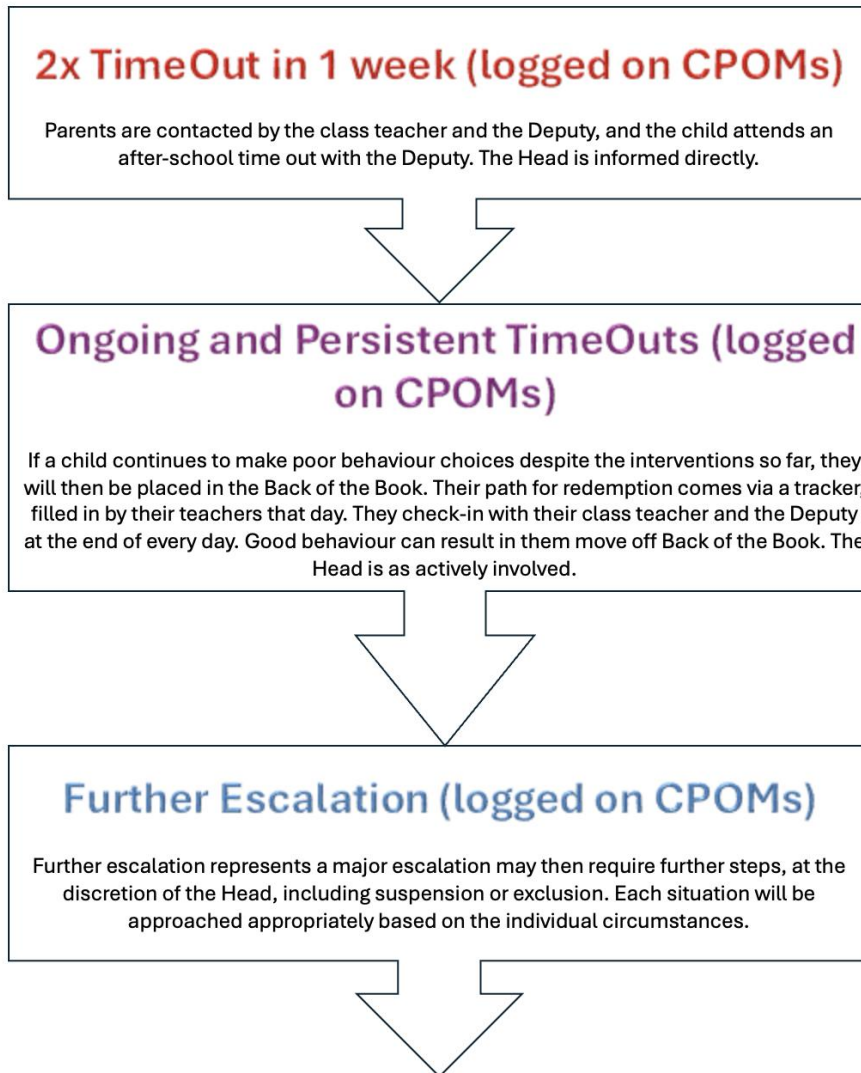 2x TimeOut in 1 week (logged on CPOMs)
Parents are contacted by the class teacher and the Deputy, and the child attends an
after-school time out with the Deputy. The Head is informed directly.
Ongoing and Persistent TimeOuts (logged
on CPOMs)
If a child continues to make poor behaviour choices despite the interventions so far, they
will then be placed in the Back of the Book. Their path for redemption comes via a tracker,
filled in by their teachers that day. They check-in with their class teacher and the Deputy
at the end of every day. Good behaviour can result in them move off Back of the Book. The
Head is as actively involved.
Further Escalation (logged on CPOMs)
Further escalation represents a major escalation may then require further steps, at the
discretion of the Head, including suspension or exclusion. Each situation will be
approached appropriately based on the individual circumstances.